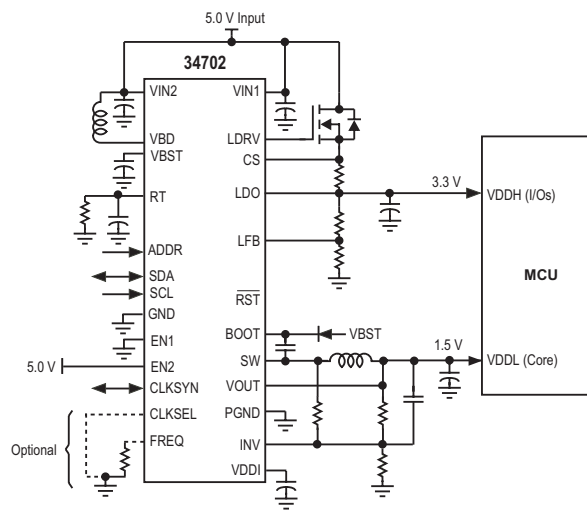 5.0 V Input
34702
VIN2
VIN1
VBD
LDRV
VBST
CS
RT
LDO
3.3 V
VDDH (I/Os)
MCU
ADDR
LFB
SDA
SCL
RST
GND
BOOT
VBST
EN1
SW
1.5 V
VDDL (Core)
5.0 V
EN2
VOUT
CLKSYN
CLKSEL
PGND
Optional
FREQ
INV
VDDI